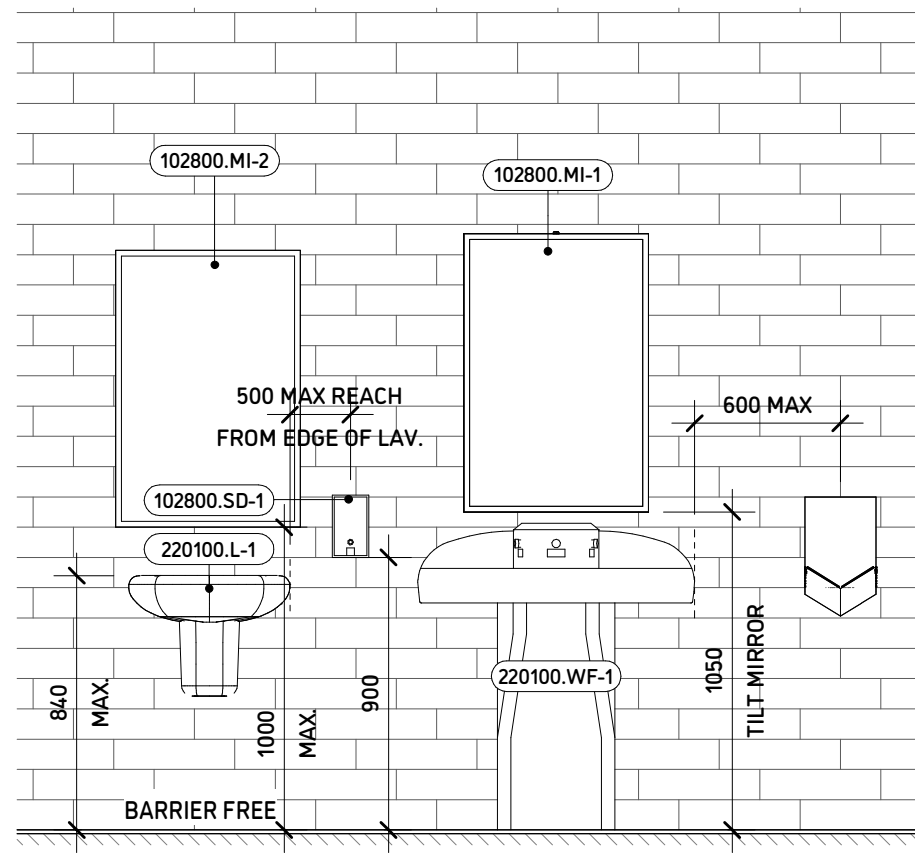 102800.MI-2
102800.MI-1
500 MAX REACH
FROM EDGE OF LAV.
600 MAX
102800.SD-1
220100.L-1
220100.WF-1
840
MAX.
1000
MAX.
900
1050
TILT MIRROR
BARRIER FREE